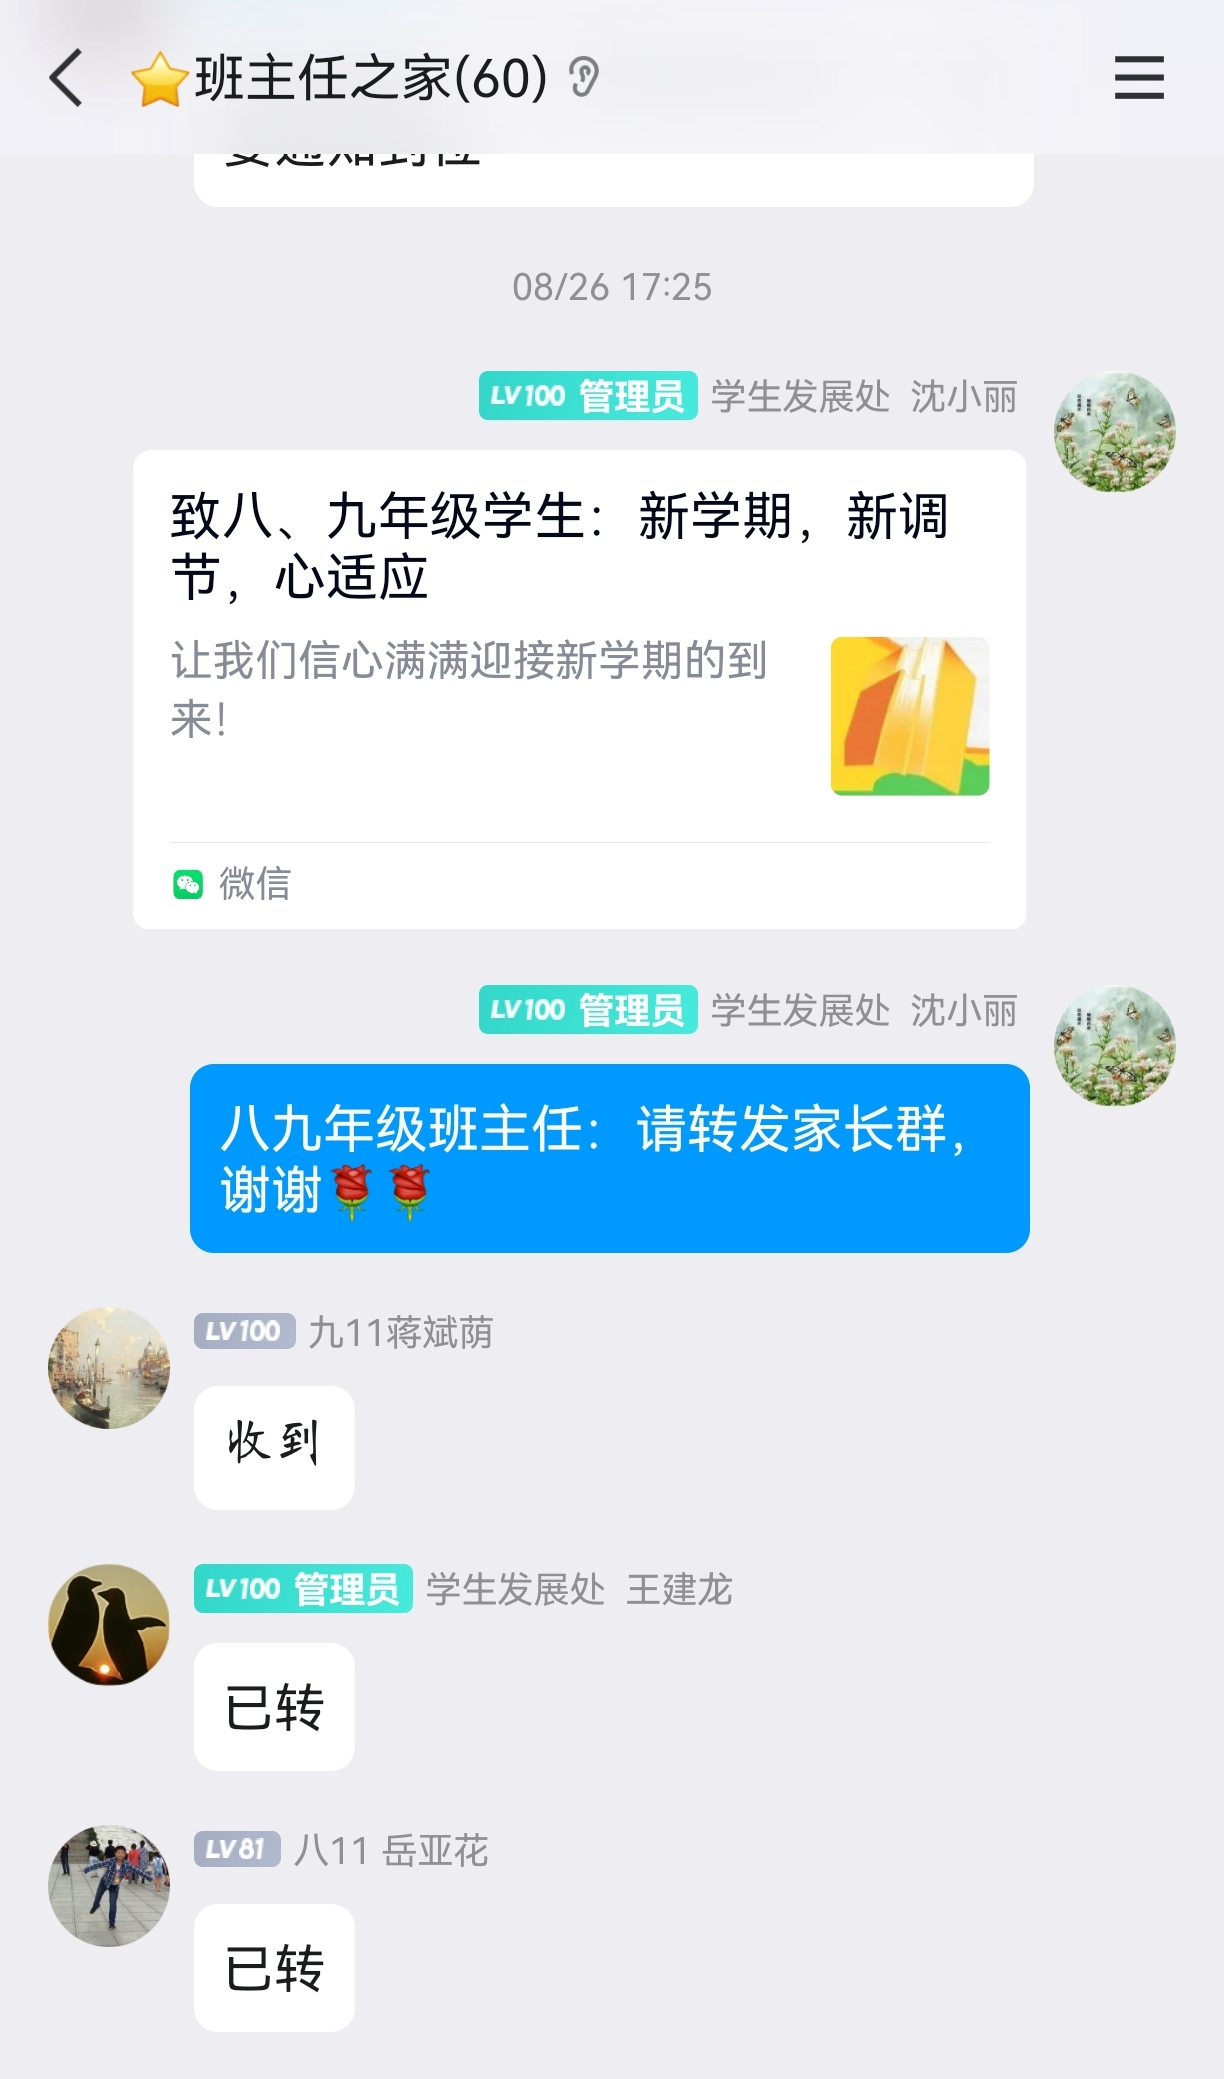 ⭐班主任之家(60)
要通知到位
08/26 17:25
LV100 管理员 学生发展处 沈小丽
致八、九年级学生：新学期，新调
节，心适应
让我们信心满满迎接新学期的到
来！
微信
LV100 管理员 学生发展处 沈小丽
八九年级班主任：请转发家长群，
谢谢🌹🌹
LV100 九11蒋斌荫
收到
LV100 管理员 学生发展处 王建龙
已转
LV81 八11 岳亚花
已转